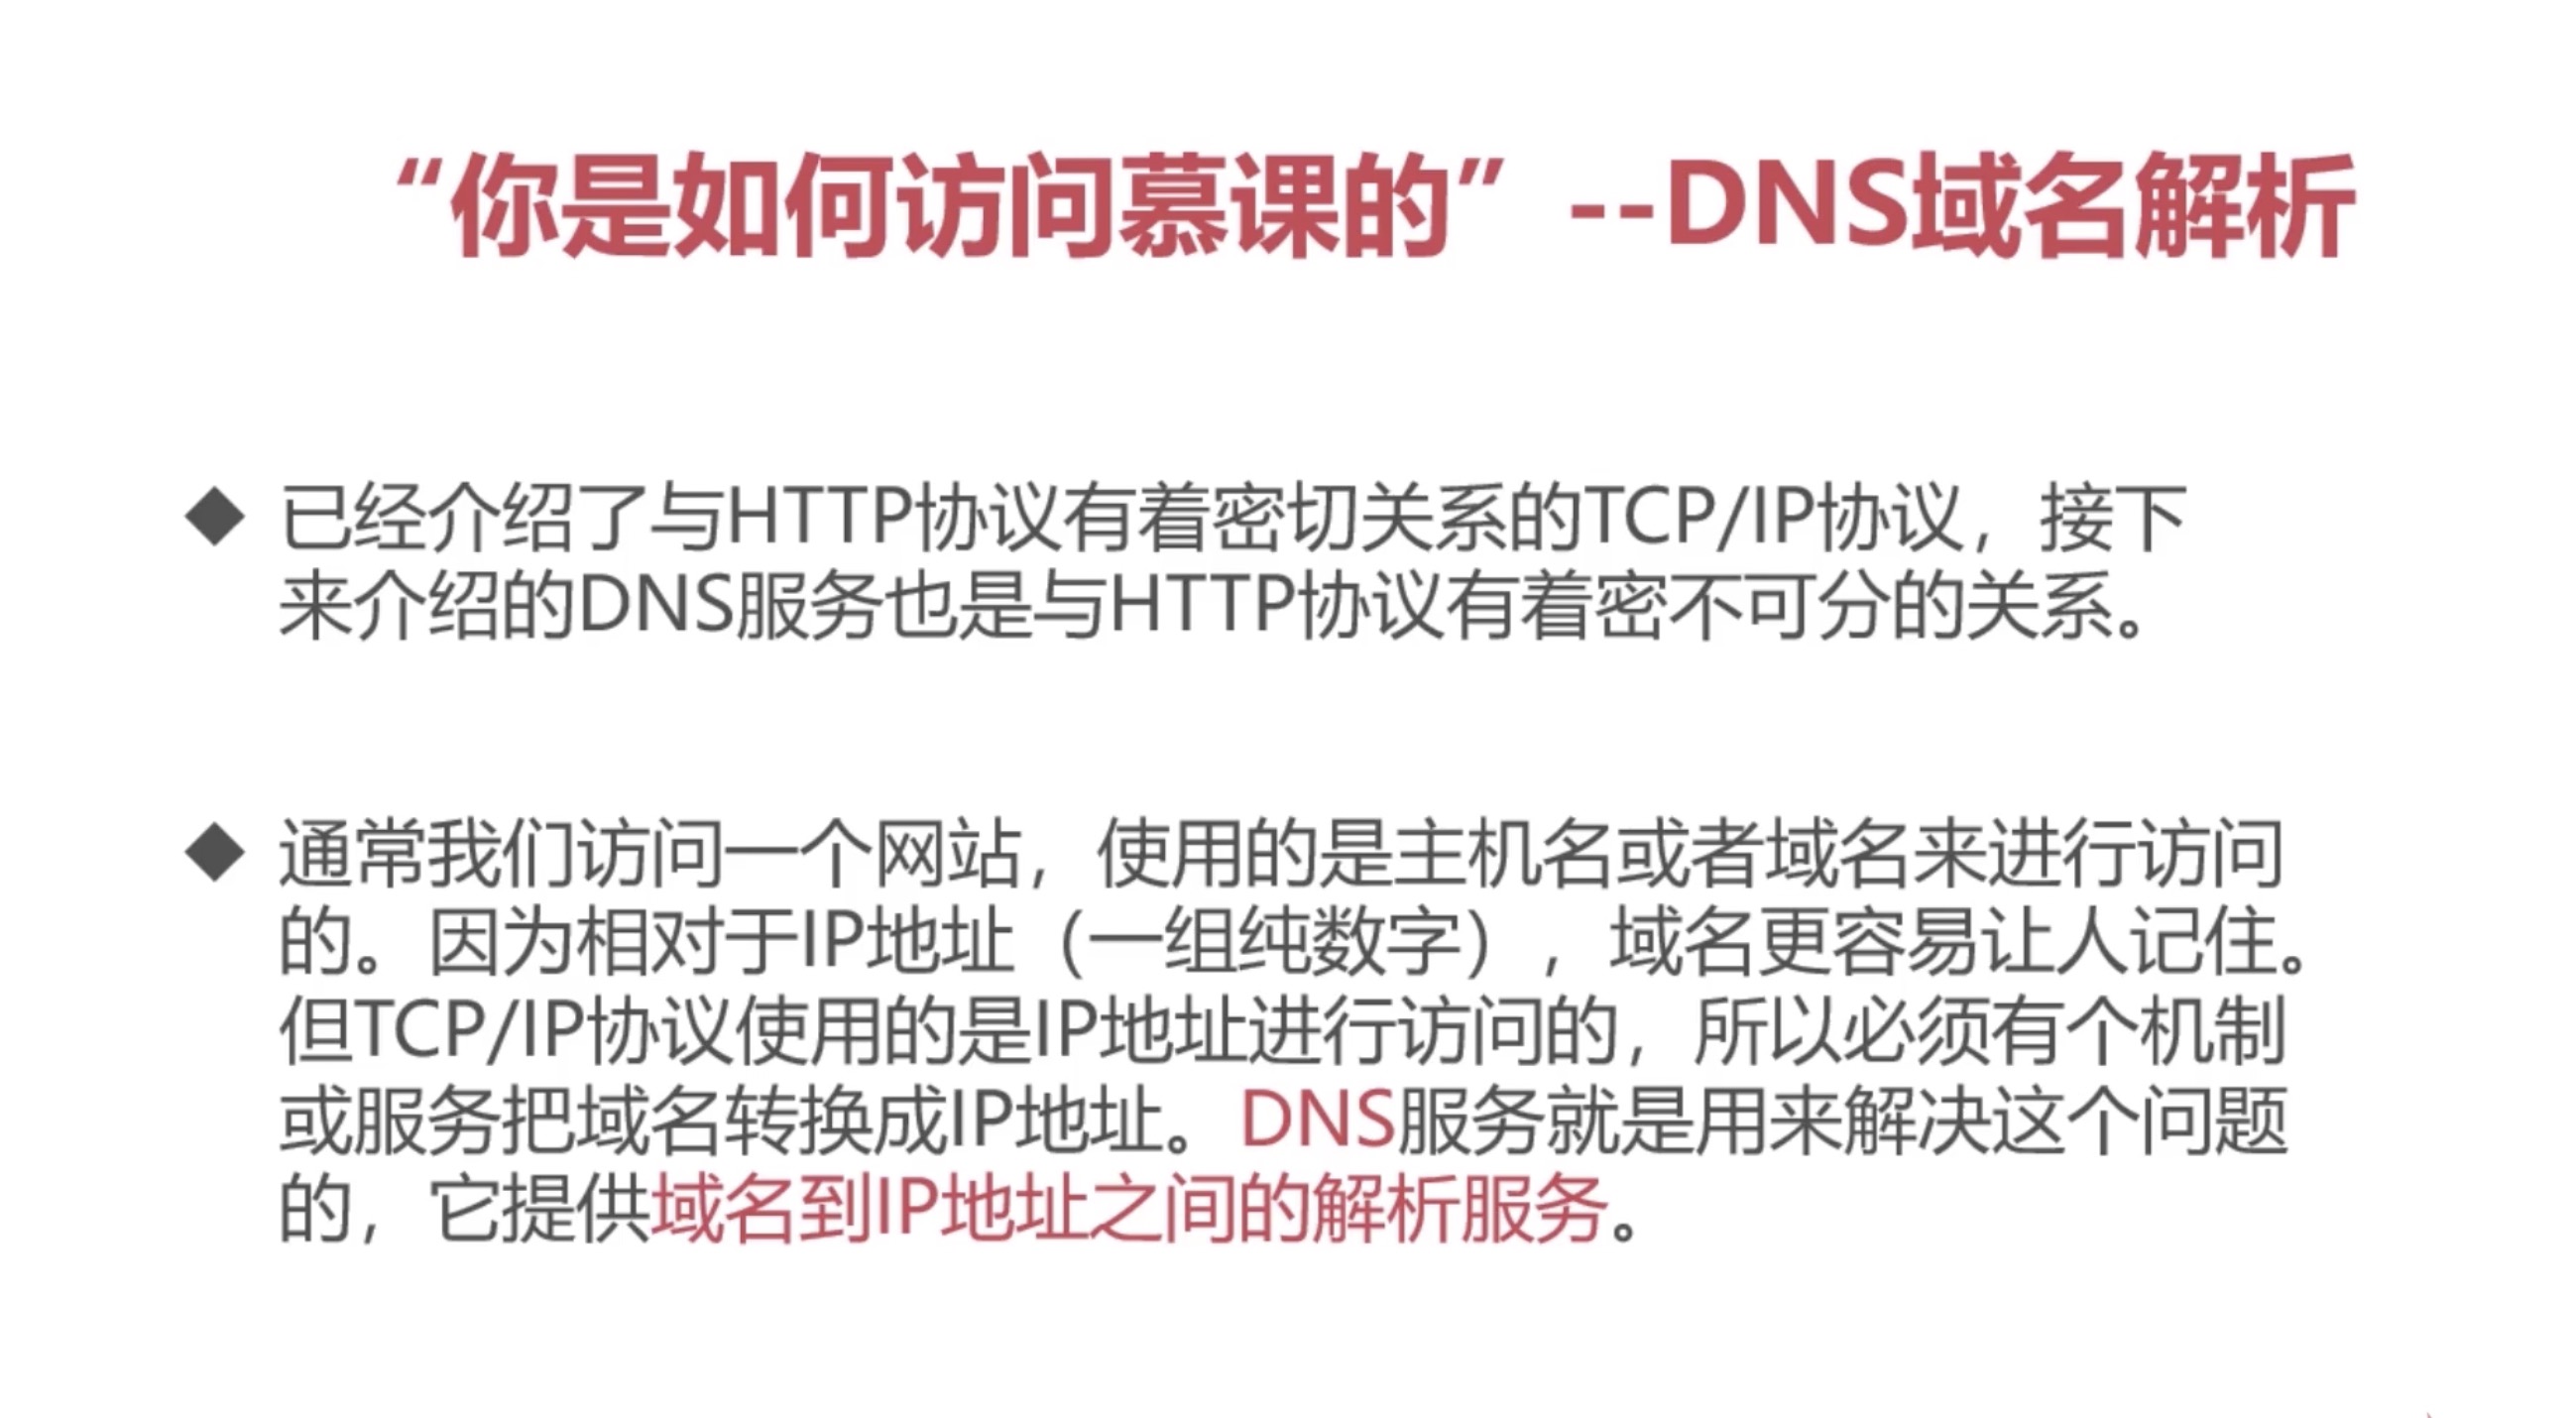 “你是如何访问慕课的” --DNS域名解析
◆ 已经介绍了与HTTP协议有着密切关系的TCP/IP协议，接下
来介绍的DNS服务也是与HTTP协议有着密不可分的关系。
◆ 通常我们访问一个网站，使用的是主机名或者域名来进行访问
的。因为相对于IP地址（一组纯数字），域名更容易让人记住。
但TCP/IP协议使用的是IP地址进行访问的，所以必须有个机制
或服务把域名转换成IP地址。DNS服务就是用来解决这个问题
的，它提供域名到IP地址之间的解析服务。